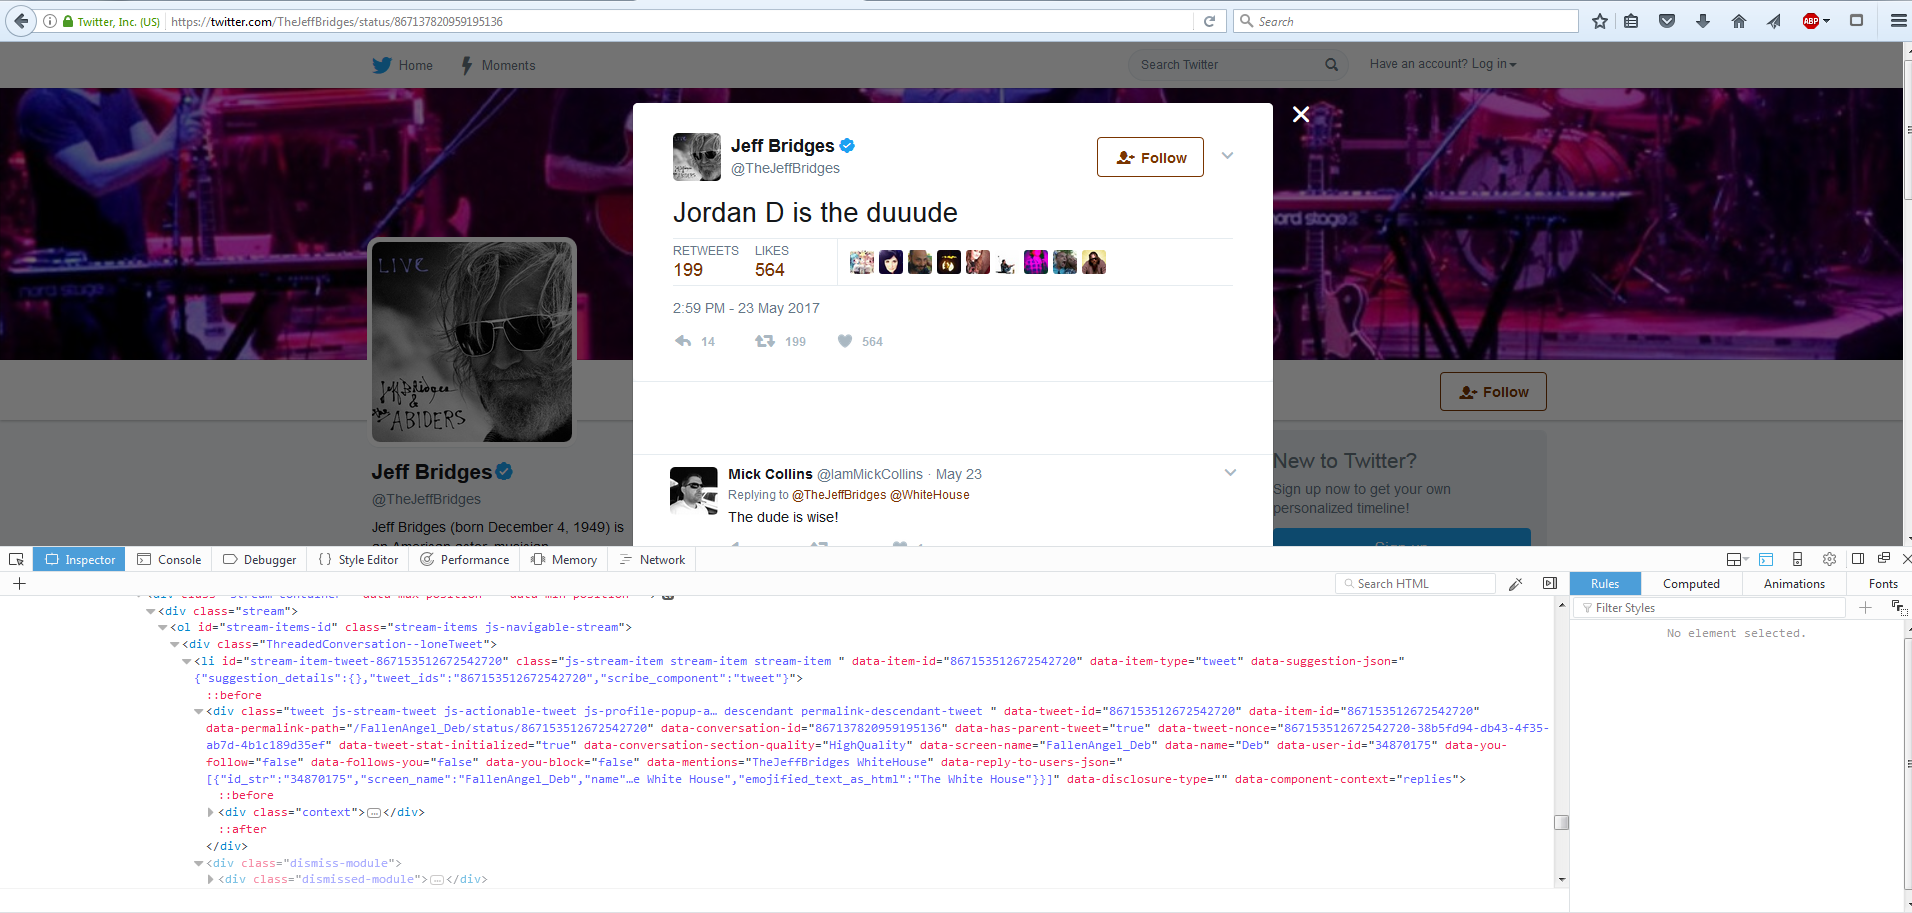 Twitter, Inc. (US)
https://twitter.com/TheJeffBridges/status/867137820959195136
Search
ABP
Home
Moments
Search Twitter
Have an account? Log in
Jeff Bridges
@TheJeffBridges
Follow
Jordan D is the duuude
RETWEETS
LIKES
199
564
2:59 PM - 23 May 2017
14
199
564
Mick Collins @IamMickCollins · May 23
Replying to @TheJeffBridges @WhiteHouse
The dude is wise!
LIVE
Jeff Bridges
&
The
ABIDERS
Jeff Bridges
@TheJeffBridges
Jeff Bridges (born December 4, 1949) is
nord stage 2
Follow
New to Twitter?
Sign up now to get your own
personalized timeline!
Inspector
Console
Debugger
{ } Style Editor
Performance
Memory
Network
+
Search HTML
<div class="stream">
<ol id="stream-items-id" class="stream-items js-navigable-stream">
<div class="ThreadedConversation--loneTweet">
<li id="stream-item-tweet-867153512672542720" class="js-stream-item stream-item stream-item " data-item-id="867153512672542720" data-item-type="tweet" data-suggestion-json="
{"suggestion_details":{},"tweet_ids":"867153512672542720","scribe_component":"tweet"}">
::before
<div class="tweet js-stream-tweet js-actionable-tweet js-profile-popup-a… descendant permalink-descendant-tweet " data-tweet-id="867153512672542720" data-item-id="867153512672542720"
data-permalink-path="/FallenAngel_Deb/status/867153512672542720" data-conversation-id="867137820959195136" data-has-parent-tweet="true" data-tweet-nonce="867153512672542720-38b5fd94-db43-4f35-
ab7d-4b1c189d35ef" data-tweet-stat-initialized="true" data-conversation-section-quality="HighQuality" data-screen-name="FallenAngel_Deb" data-name="Deb" data-user-id="34870175" data-you-
follow="false" data-follows-you="false" data-you-block="false" data-mentions="TheJeffBridges WhiteHouse" data-reply-to-users-json="
[{"id_str":"34870175","screen_name":"FallenAngel_Deb","name"…e White House","emojified_text_as_html":"The White House"}}]" data-disclosure-type="" data-component-context="replies">
::before
<div class="context">…</div>
::after
</div>
<div class="dismiss-module">
<div class="dismissed-module">…</div>
Rules
Computed
Animations
Fonts
Filter Styles
+
No element selected.